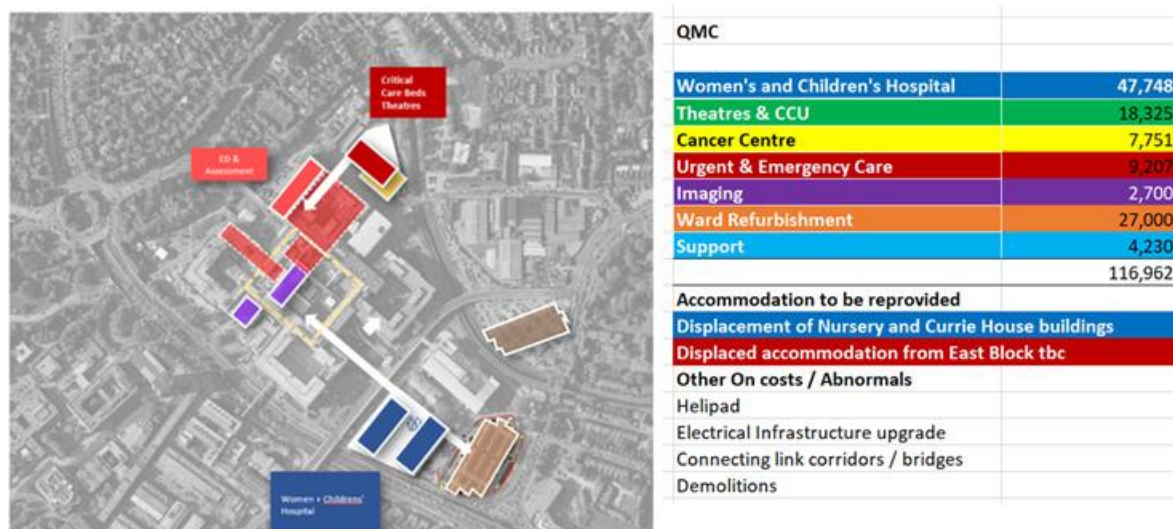 Critical
Care Beds
Theatres
ED &
Assessment
Women + Childrens'
Hospital
QMC
Women's and Children's Hospital 47,748
Theatres & CCU 18,325
Cancer Centre 7,751
Urgent & Emergency Care 9,207
Imaging 2,700
Ward Refurbishment 27,000
Support 4,230
116,962
Accommodation to be reprovided
Displacement of Nursery and Currie House buildings
Displaced accommodation from East Block tbc
Other On costs / Abnormals
Helipad
Electrical Infrastructure upgrade
Connecting link corridors / bridges
Demolitions